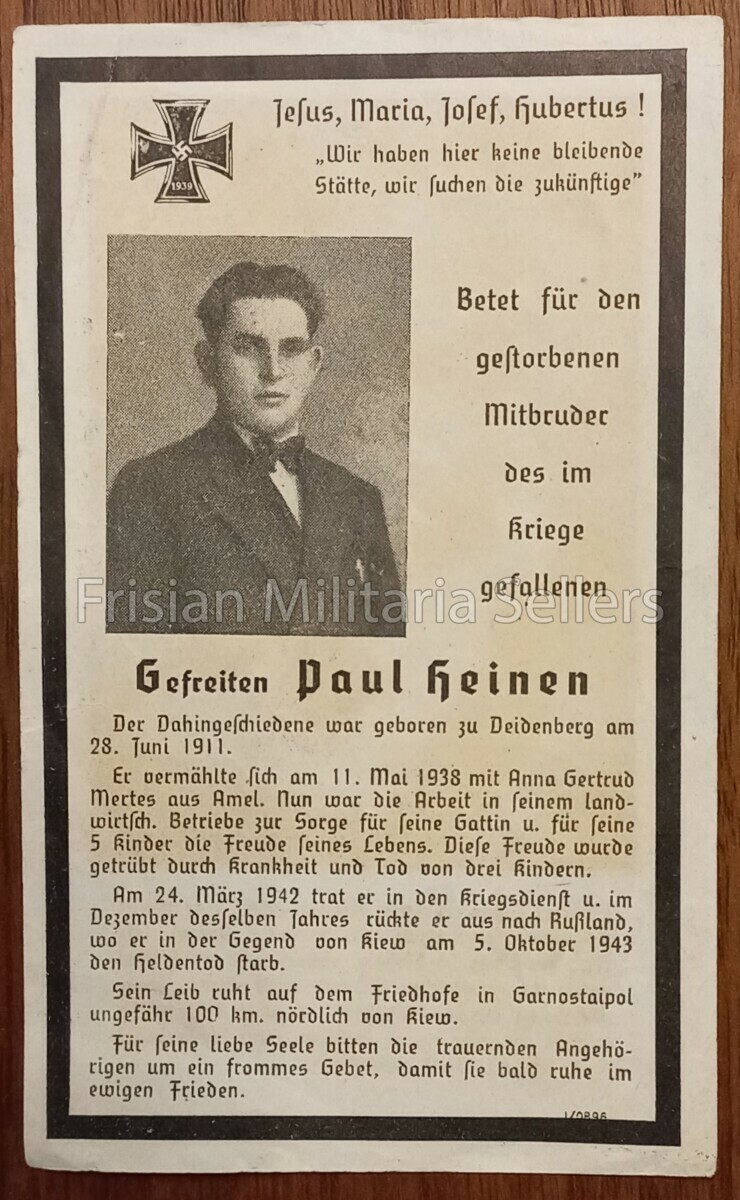 Jesus, Maria, Josef, Hubertus !
„Wir haben hier keine bleibende
Stätte, wir suchen die zukünftige”
1939
Betet für den
gestorbenen
Mitbruder
des im
Kriege
gefallenen
Frisian Militaria Sellers
Gefreiten Paul Heinen
Der Dahingeschiedene war geboren zu Deidenberg am
28. Juni 1911.
Er vermählte sich am 11. Mai 1938 mit Anna Gertrud
Mertes aus Amel. Nun war die Arbeit in seinem land-
wirtsch. Betriebe zur Sorge für seine Gattin u. für seine
5 Kinder die Freude seines Lebens. Diese Freude wurde
getrübt durch Krankheit und Tod von drei Kindern.
Am 24. März 1942 trat er in den Kriegsdienst u. im
Dezember desselben Jahres rückte er aus nach Rußland,
wo er in der Gegend von Kiew am 5. Oktober 1943
den Heldentod starb.
Sein Leib ruht auf dem Friedhofe in Garnostaipol
ungefähr 100 km. nördlich von Kiew.
Für seine liebe Seele bitten die trauernden Angehö-
rigen um ein frommes Gebet, damit sie bald ruhe im
ewigen Frieden.